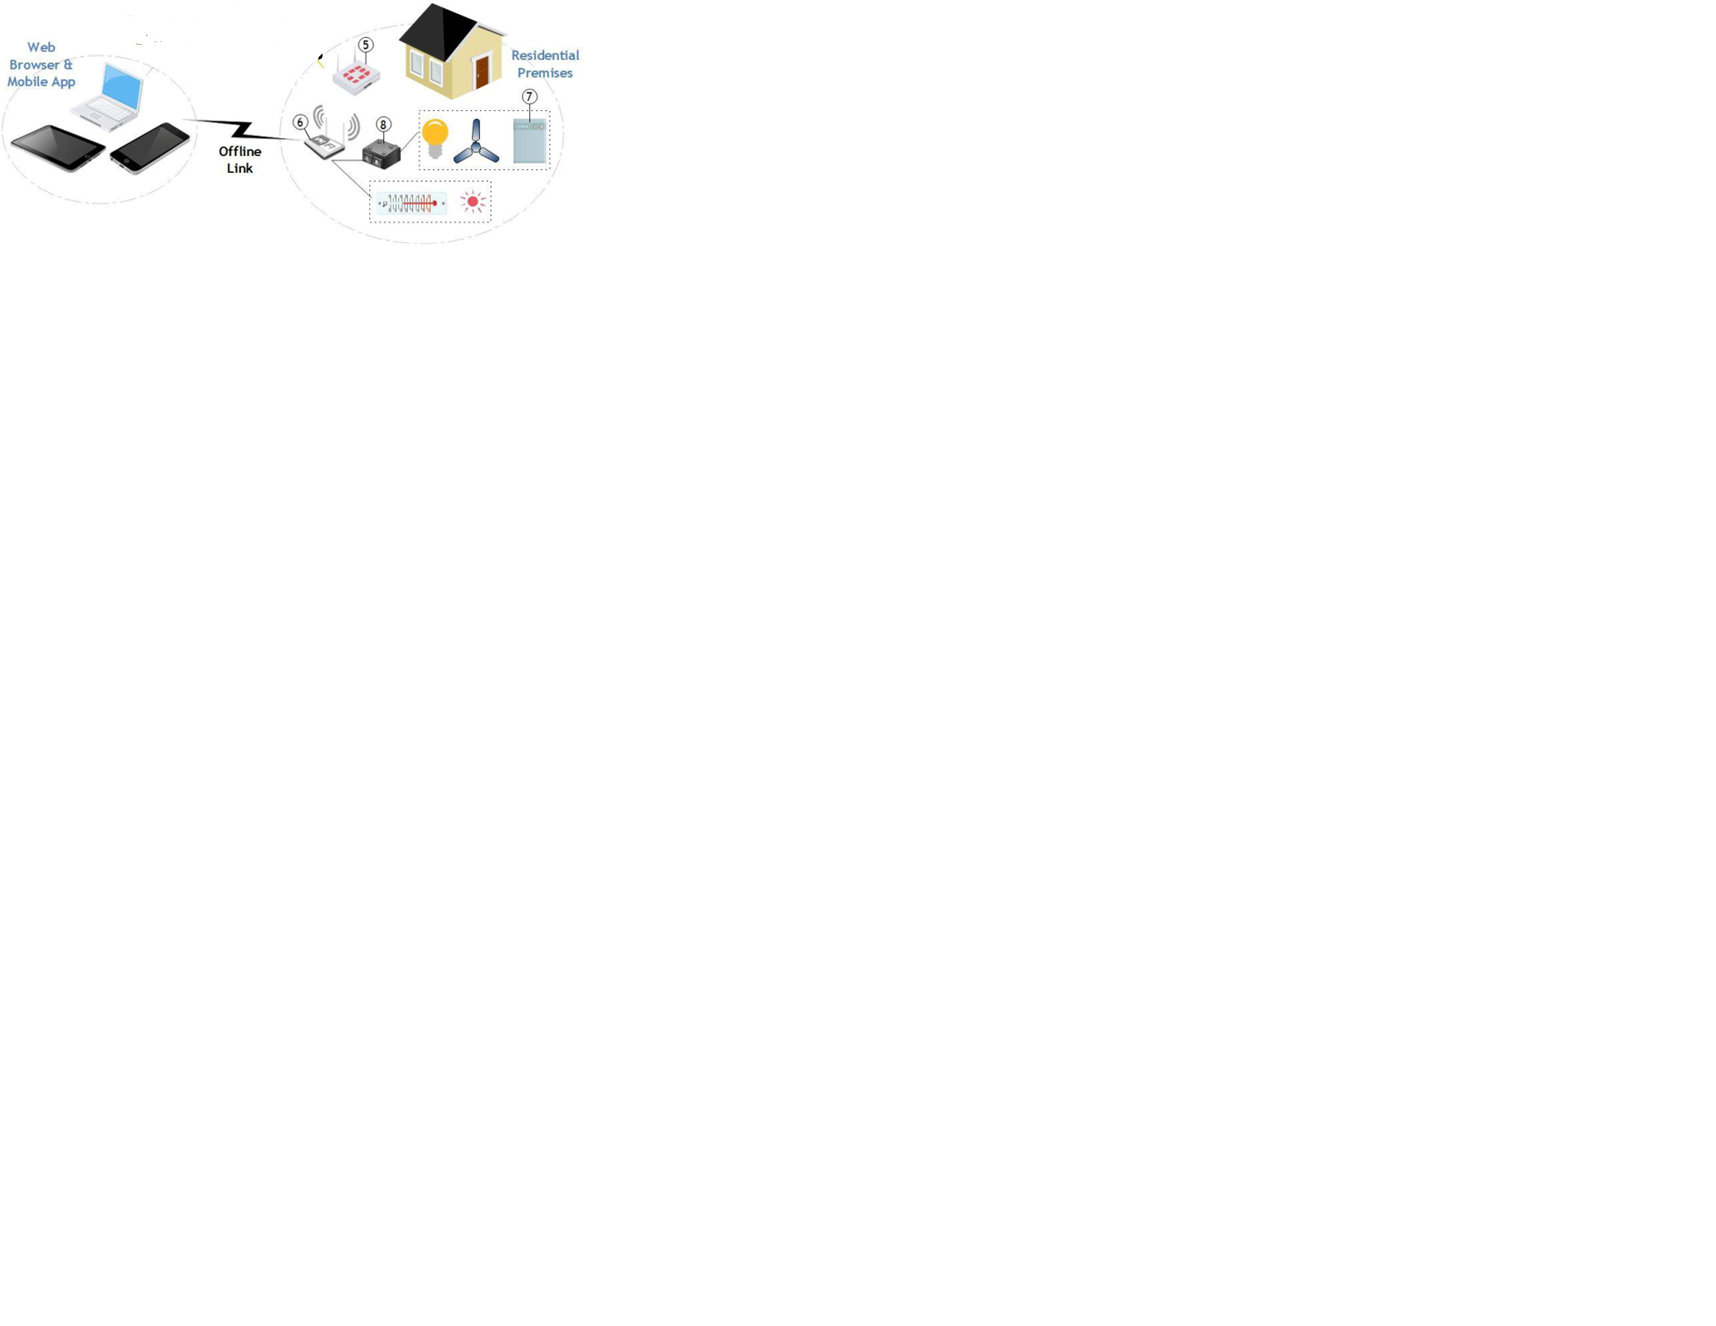 Web
Browser &
Mobile App
5
Residential
Premises
7
6
8
Offline
Link